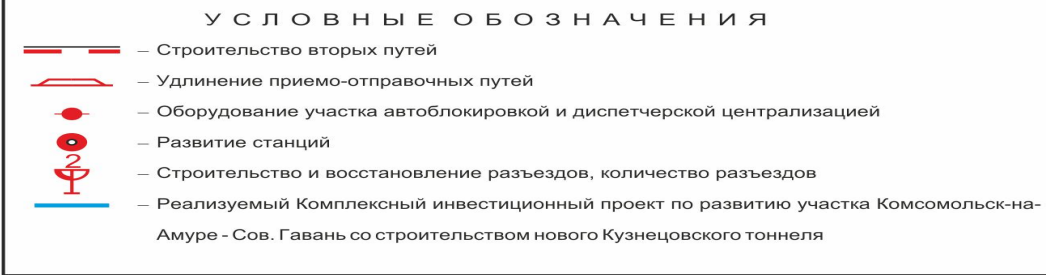 УСЛОВНЫЕ ОБОЗНАЧЕНИЯ
– Строительство вторых путей
– Удлинение приемо-отправочных путей
– Оборудование участка автоблокировкой и диспетчерской централизацией
– Развитие станций
2
– Строительство и восстановление разъездов, количество разъездов
– Реализуемый Комплексный инвестиционный проект по развитию участка Комсомольск-на-
Амуре - Сов. Гавань со строительством нового Кузнецовского тоннеля